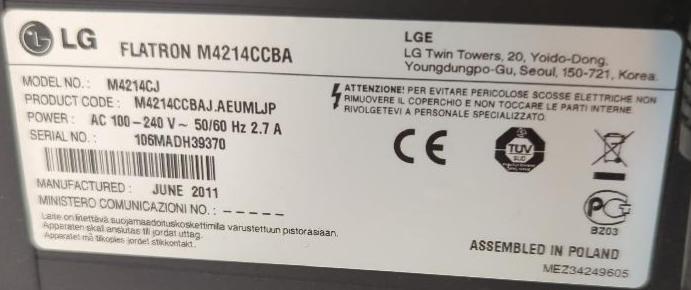 LG FLATRON M4214CCBA
LGE
LG Twin Towers, 20, Yoido-Dong.
Youngdungpo-Gu, Seoul, 150-721, Korea.
MODEL NO.: M4214CJ
PRODUCT CODE: M4214CCBAJ.AEUMLJP
POWER: AC 100-240 V~ 50/60 Hz 2.7 A
SERIAL NO.: 106MADH39370
ATTENZIONE! PER EVITARE PERICOLOSE SCOSSE ELETTRICHE NON
RIMUOVERE IL COPERCHIO E NON TOCCARE LE PARTI INTERNE.
RIVOLGETEVI A PERSONALE SPECIALIZZATO.
CE
TÜV
SÜD
PG
BZ03
MANUFACTURED: JUNE 2011
MINISTERO COMUNICAZIONI NO.: -----
Laite on liitettävä suojamaadoituskoskettimilla varustettuun pistorasiaan.
Apparaten skall anslutas till jordat uttag.
Apparatet må tilkoples jordet stikkontakt.
ASSEMBLED IN POLAND
MEZ34249605